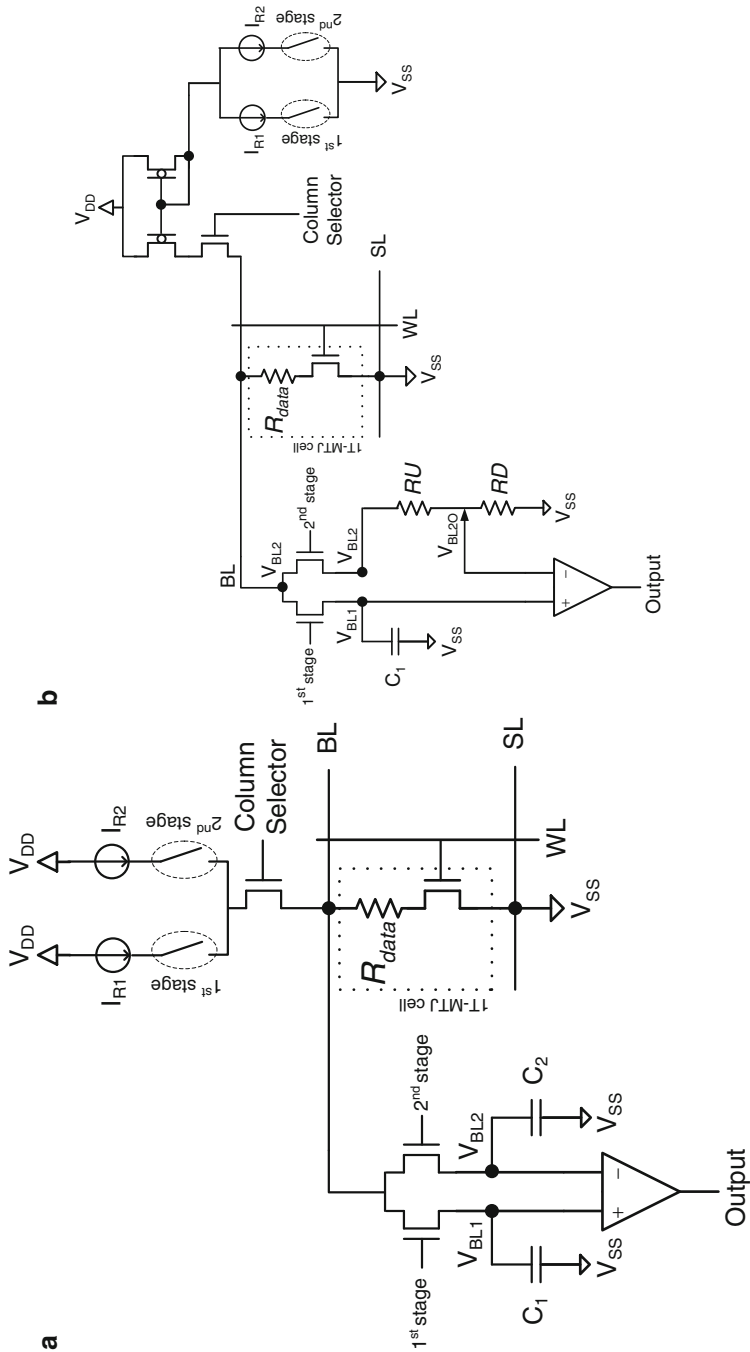 a
V_DD
V_DD
I_R1
I_R2
1st stage
2nd stage
Column
Selector
BL
R_data
1T-MTJ cell
WL
SL
V_SS
1st stage
2nd stage
V_BL1
V_BL2
C_1
C_2
V_SS
V_SS
+
−
Output
b
V_DD
I_R1
I_R2
1st stage
2nd stage
V_SS
Column
Selector
BL
R_data
1T-MTJ cell
WL
SL
V_SS
V_BL2
1st stage
2nd stage
V_BL1
V_BL2
C_1
V_SS
RU
V_BL2O
RD
V_SS
+
−
Output